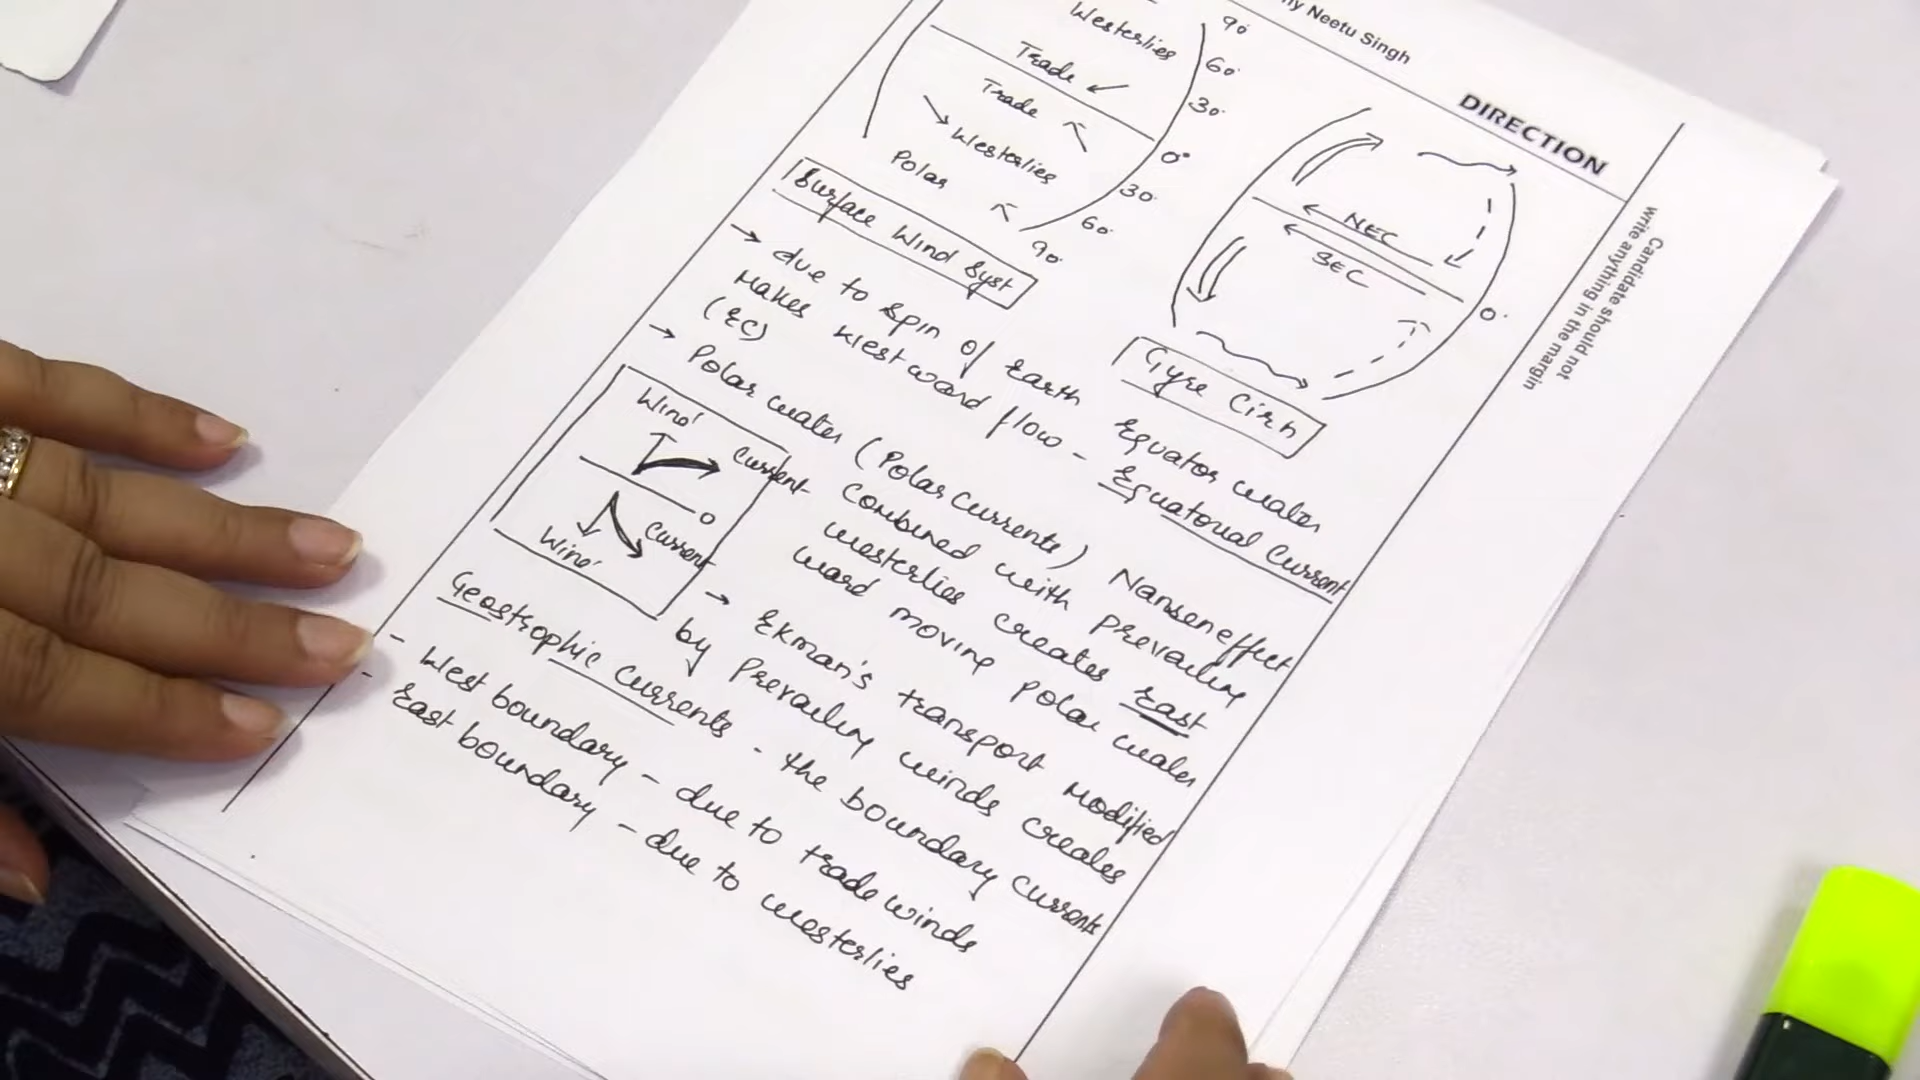 ny Neetu Singh
DIRECTION
Candidate should not
write anything in the margin
Westerlies
Trade
Trade
Westerlies
Polar
90°
60°
30°
0°
30°
60°
90°
Surface Wind Syst
NEC
SEC
0°
Gyre Circn
→ due to spin of Earth Equator water
Makes westward flow - Equatorial Current
(EC)
→ Polar water (Polar Currents) Nansen effect
combined with prevailing
westerlies creates East
ward moving polar water
Wind
Current
0
Current
Wind
→ Ekman's transport modified
by prevailing winds creates
Geostrophic Currents - the boundary currents
- West boundary - due to trade winds
- East boundary - due to westerlies